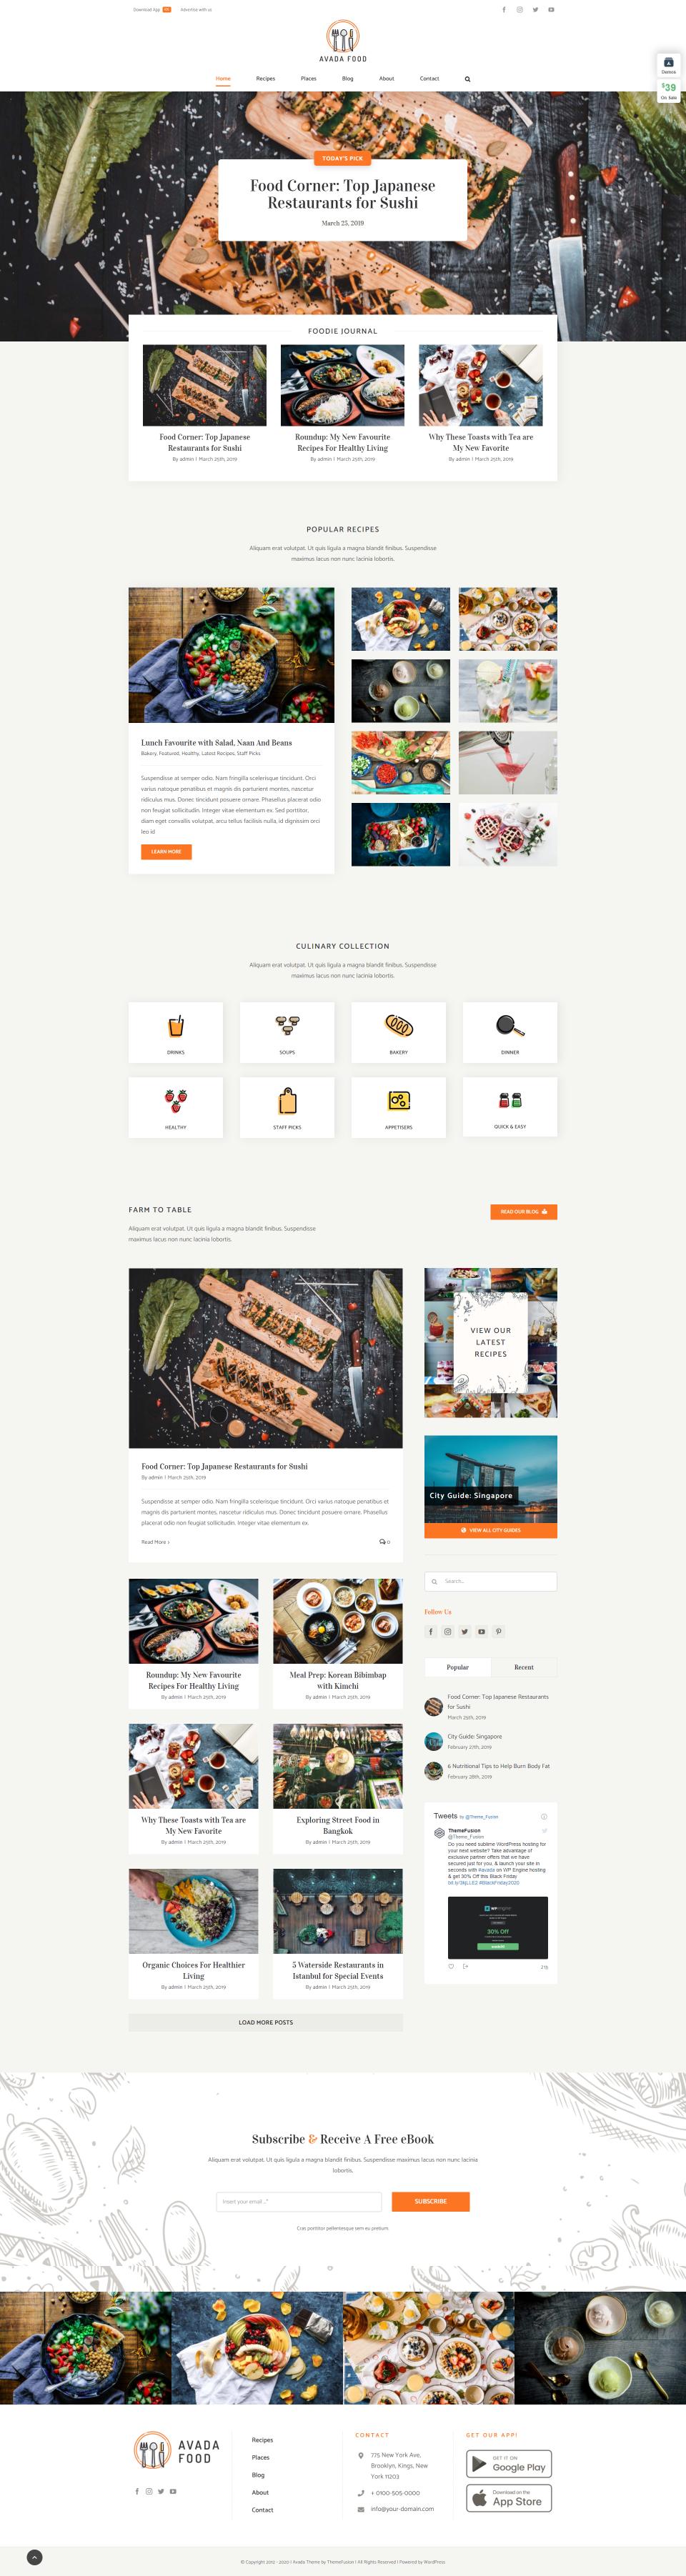 Download App
Advertise with us
AVADA FOOD
Home
Recipes
Places
Blog
About
Contact
Demos
$39
On Sale
TODAY'S PICK
Food Corner: Top Japanese
Restaurants for Sushi
March 25, 2019
FOODIE JOURNAL
Food Corner: Top Japanese
Restaurants for Sushi
By admin | March 25th, 2019
Roundup: My New Favourite
Recipes For Healthy Living
By admin | March 25th, 2019
Why These Toasts with Tea are
My New Favorite
By admin | March 25th, 2019
POPULAR RECIPES
Aliquam erat volutpat. Ut quis ligula a magna blandit finibus. Suspendisse
maximus lacus non nunc lacinia lobortis.
Lunch Favourite with Salad, Naan And Beans
Bakery, Featured, Healthy, Latest Recipes, Staff Picks
Suspendisse at semper odio. Nam fringilla scelerisque tincidunt. Orci
varius natoque penatibus et magnis dis parturient montes, nascetur
ridiculus mus. Donec tincidunt posuere ornare. Phasellus placerat odio
non feugiat sollicitudin. Integer vitae elementum ex. Sed porttitor,
diam eget convallis volutpat, arcu tellus facilisis nulla, id dignissim orci
leo id
LEARN MORE
CULINARY COLLECTION
Aliquam erat volutpat. Ut quis ligula a magna blandit finibus. Suspendisse
maximus lacus non nunc lacinia lobortis.
DRINKS
SOUPS
BAKERY
DINNER
HEALTHY
STAFF PICKS
APPETISERS
QUICK & EASY
FARM TO TABLE
READ OUR BLOG
Aliquam erat volutpat. Ut quis ligula a magna blandit finibus. Suspendisse
maximus lacus non nunc lacinia lobortis.
Food Corner: Top Japanese Restaurants for Sushi
By admin | March 25th, 2019
Suspendisse at semper odio. Nam fringilla scelerisque tincidunt. Orci varius natoque penatibus et
magnis dis parturient montes, nascetur ridiculus mus. Donec tincidunt posuere ornare. Phasellus
placerat odio non feugiat sollicitudin. Integer vitae elementum ex.
Read More >
0
Roundup: My New Favourite
Recipes For Healthy Living
By admin | March 25th, 2019
Meal Prep: Korean Bibimbap
with Kimchi
By admin | March 25th, 2019
Why These Toasts with Tea are
My New Favorite
By admin | March 25th, 2019
Exploring Street Food in
Bangkok
By admin | March 25th, 2019
Organic Choices For Healthier
Living
By admin | March 25th, 2019
5 Waterside Restaurants in
Istanbul for Special Events
By admin | March 25th, 2019
LOAD MORE POSTS
VIEW OUR
LATEST
RECIPES
City Guide: Singapore
VIEW ALL CITY GUIDES
Search...
Follow Us
Popular
Recent
Food Corner: Top Japanese Restaurants
for Sushi
March 25th, 2019
City Guide: Singapore
February 27th, 2019
6 Nutritional Tips to Help Burn Body Fat
February 26th, 2019
Tweets by @Theme_Fusion
ThemeFusion
@Theme_Fusion
Do you need sublime WordPress hosting for
your next website? Take advantage of
exclusive partner offers that we have
secured just for you, & launch your site in
seconds with #avada on WP Engine hosting
& get 30% Off this Black Friday
#BlackFriday2020
wpengine
30% Off
Subscribe & Receive A Free eBook
Aliquam erat volutpat. Ut quis ligula a magna blandit finibus. Suspendisse maximus lacus non nunc lacinia
lobortis.
Insert your email ...*
SUBSCRIBE
Cras porttitor pellentesque sem eu pretium.
AVADA
FOOD
Recipes
Places
Blog
About
Contact
CONTACT
775 New York Ave,
Brooklyn, Kings, New
York 11203
+ 0100-505-0000
info@your-domain.com
GET OUR APP!
GET IT ON
Google Play
Download on the
App Store
© Copyright 2012 - 2020 | Avada Theme by ThemeFusion | All Rights Reserved | Powered by WordPress